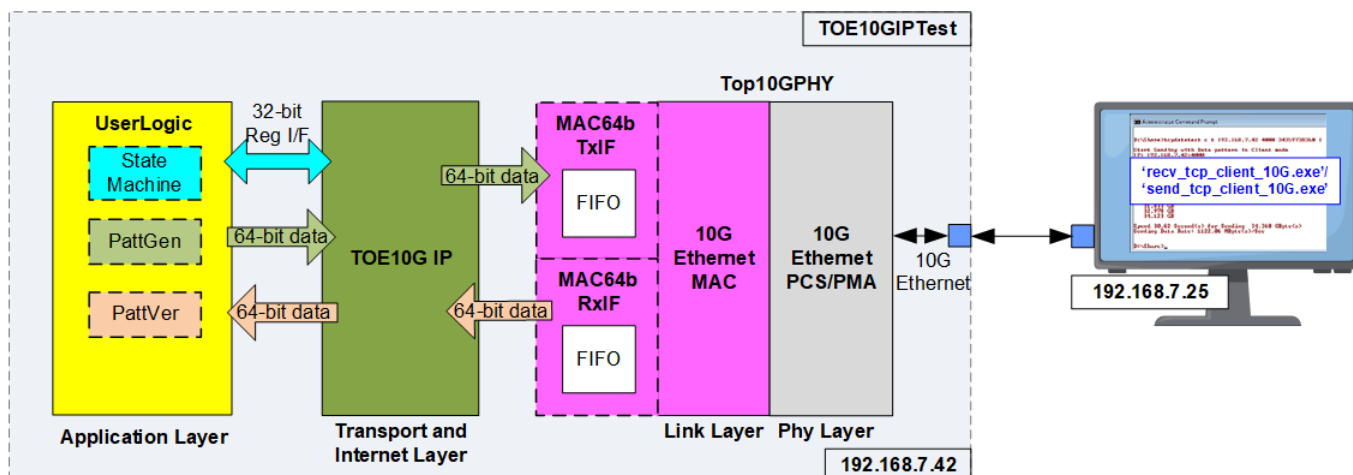 TOE10GIPTest
Top10GPHY
UserLogic
State
Machine
PattGen
PattVer
32-bit
Reg I/F
64-bit data
64-bit data
TOE10G IP
64-bit data
64-bit data
MAC64b
TxIF
FIFO
MAC64b
RxIF
FIFO
10G
Ethernet
MAC
10G
Ethernet
PCS/PMA
10G
Ethernet
Administrator: Command Prompt
'recv_tcp_client_10G.exe'/
'send_tcp_client_10G.exe'
192.168.7.25
Application Layer
Transport and
Internet Layer
Link Layer
Phy Layer
192.168.7.42